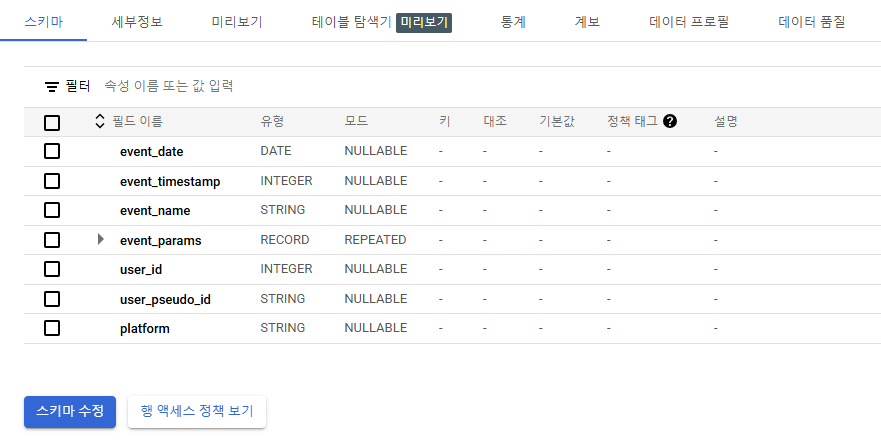 스키마 세부정보 미리보기 테이블 탐색기 미리보기 통계 계보 데이터 프로필 데이터 품질
필터 속성 이름 또는 값 입력
필드 이름 유형 모드 키 대조 기본값 정책 태그 ? 설명
event_date DATE NULLABLE - - - - -
event_timestamp INTEGER NULLABLE - - - - -
event_name STRING NULLABLE - - - - -
event_params RECORD REPEATED - - - - -
user_id INTEGER NULLABLE - - - - -
user_pseudo_id STRING NULLABLE - - - - -
platform STRING NULLABLE - - - - -
스키마 수정 행 액세스 정책 보기